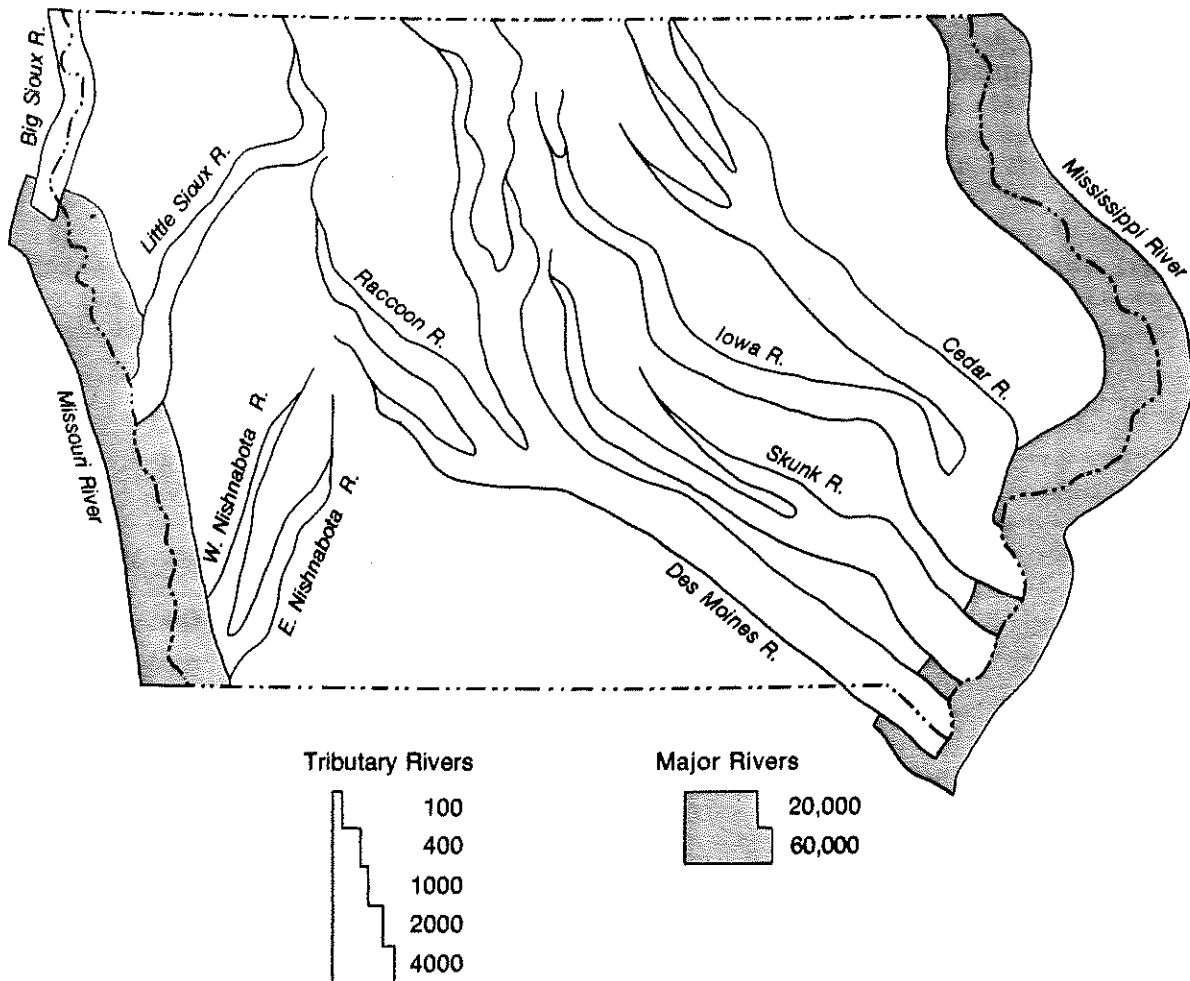 Big Sioux R.
Little Sioux R.
Mississippi River
Raccoon R.
Iowa R.
Cedar R.
Missouri River
W. Nishnabota R.
E. Nishnabota R.
Skunk R.
Des Moines R.
Tributary Rivers
100
400
1000
2000
4000
Major Rivers
20,000
60,000